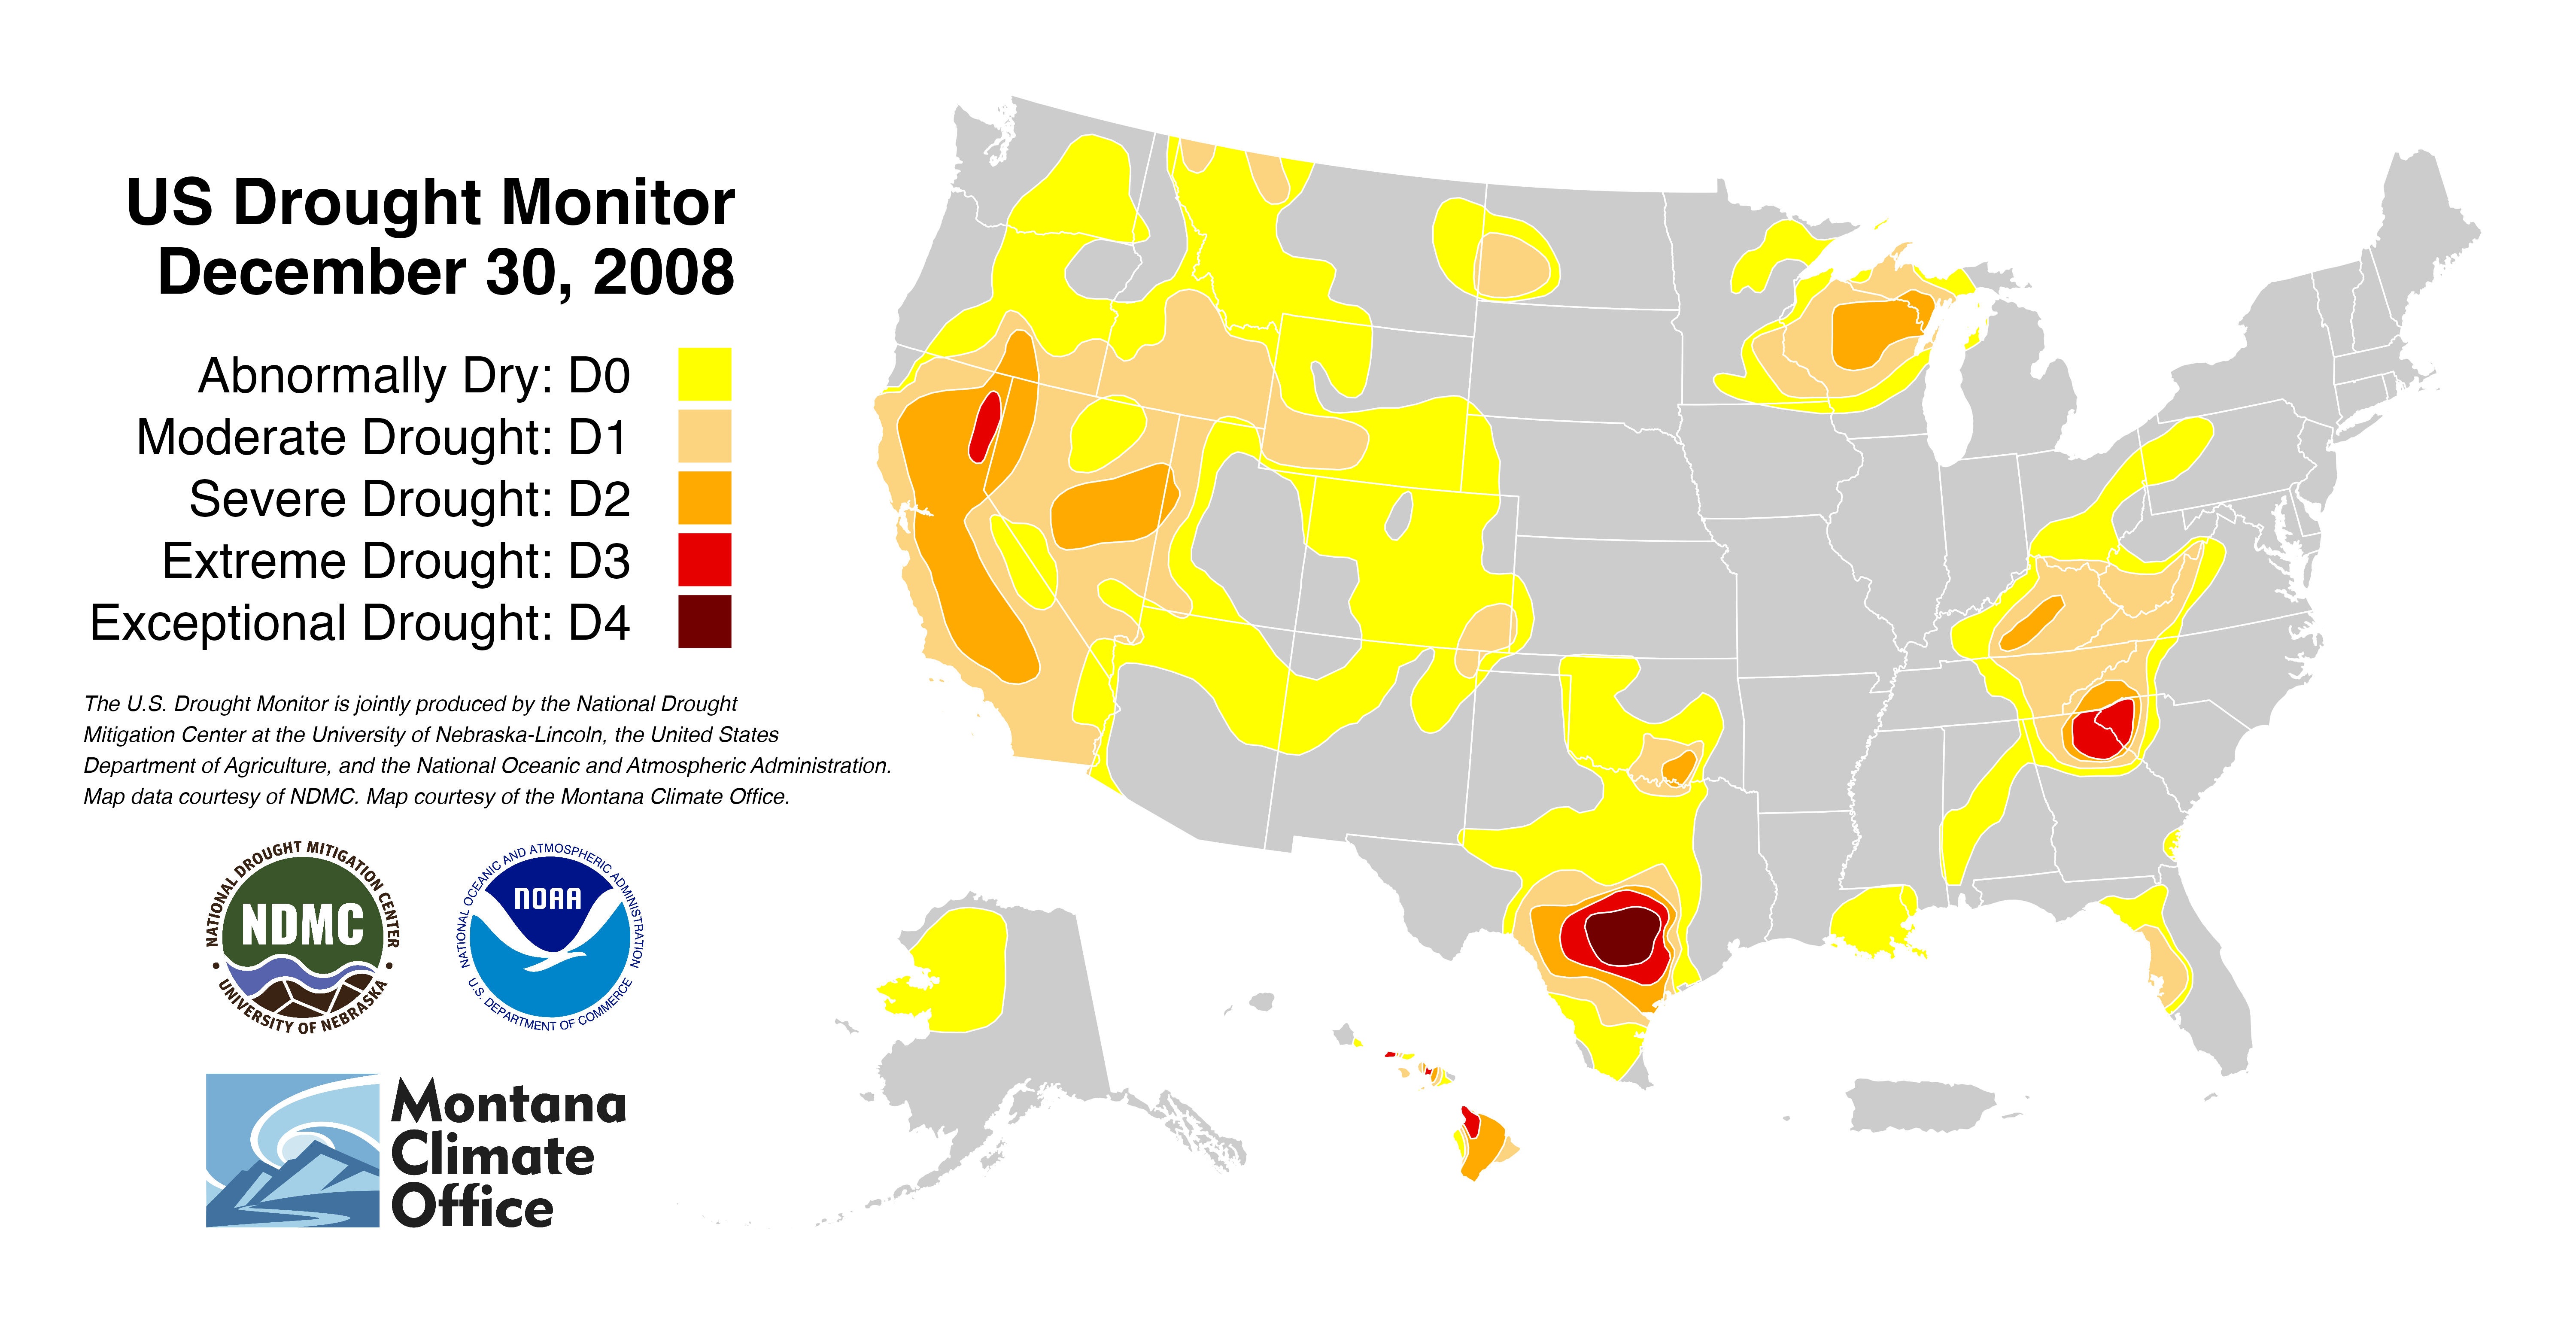 US Drought Monitor
December 30, 2008
Abnormally Dry: D0
Moderate Drought: D1
Severe Drought: D2
Extreme Drought: D3
Exceptional Drought: D4
The U.S. Drought Monitor is jointly produced by the National Drought
Mitigation Center at the University of Nebraska-Lincoln, the United States
Department of Agriculture, and the National Oceanic and Atmospheric Administration.
Map data courtesy of NDMC. Map courtesy of the Montana Climate Office.
NATIONAL DROUGHT MITIGATION CENTER
NDMC
• UNIVERSITY OF NEBRASKA •
NATIONAL OCEANIC AND ATMOSPHERIC ADMINISTRATION
NOAA
U.S. DEPARTMENT OF COMMERCE
Montana
Climate
Office